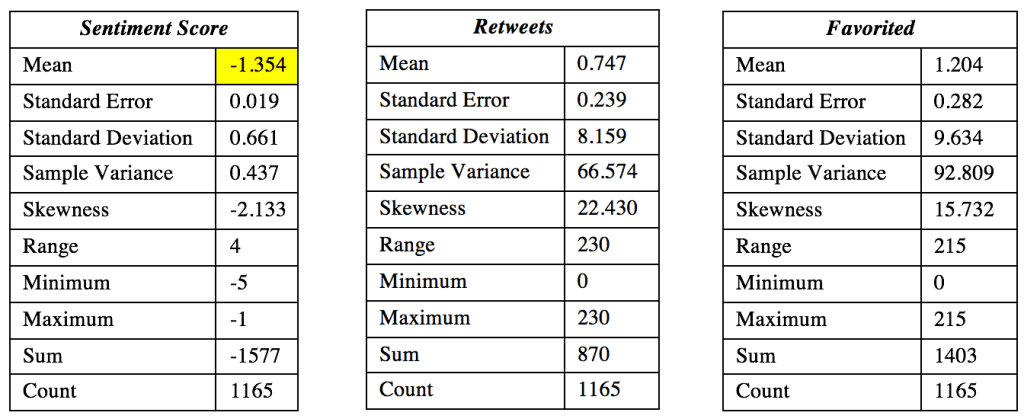 Sentiment Score
Mean -1.354
Standard Error 0.019
Standard Deviation 0.661
Sample Variance 0.437
Skewness -2.133
Range 4
Minimum -5
Maximum -1
Sum -1577
Count 1165
Retweets
Mean 0.747
Standard Error 0.239
Standard Deviation 8.159
Sample Variance 66.574
Skewness 22.430
Range 230
Minimum 0
Maximum 230
Sum 870
Count 1165
Favorited
Mean 1.204
Standard Error 0.282
Standard Deviation 9.634
Sample Variance 92.809
Skewness 15.732
Range 215
Minimum 0
Maximum 215
Sum 1403
Count 1165